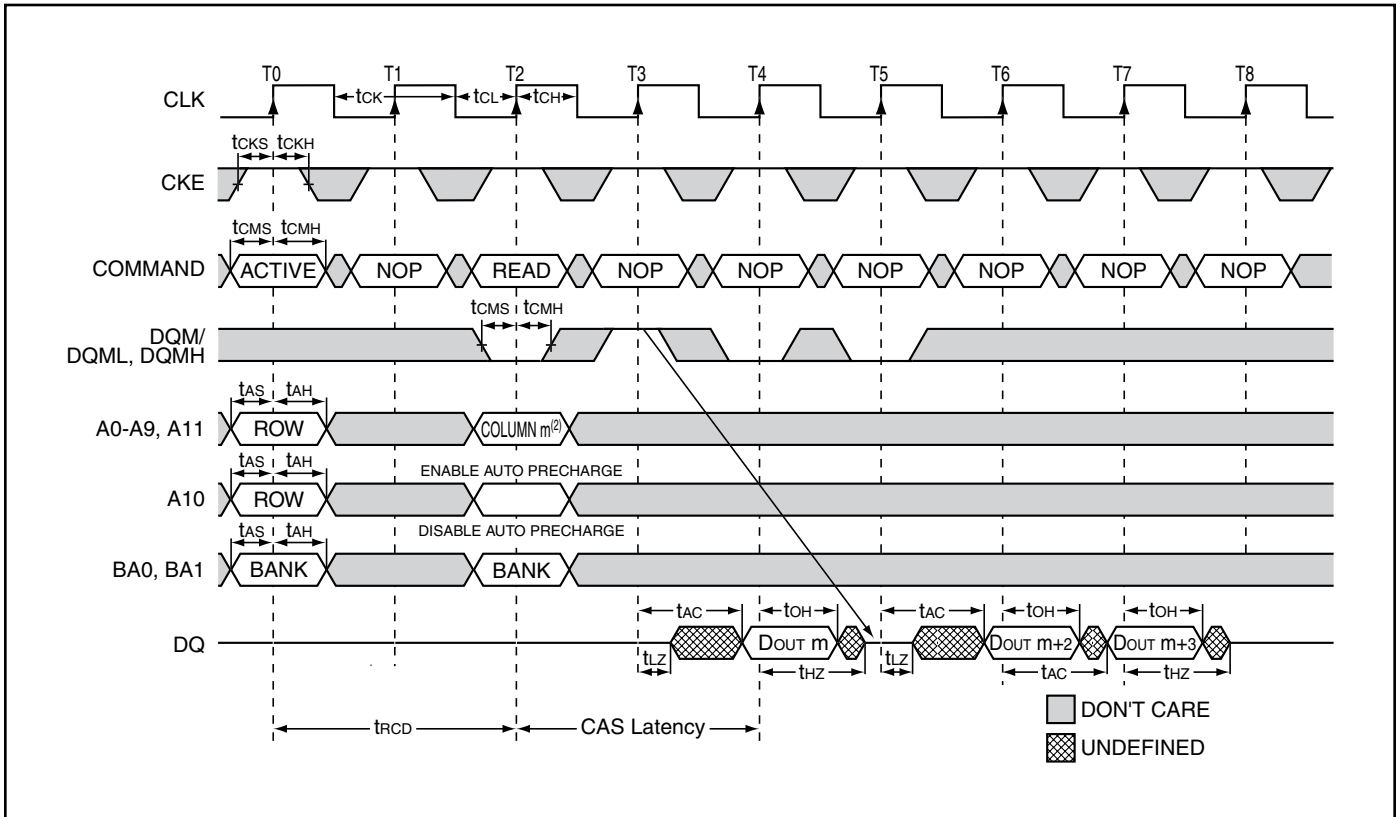 T0 T1 T2 T3 T4 T5 T6 T7 T8
CLK
tCK tCL tCH
tCKS tCKH
CKE
tCMS tCMH
COMMAND ACTIVE NOP READ NOP NOP NOP NOP NOP NOP
tCMS tCMH
DQM/
DQML, DQMH
tAS tAH
A0-A9, A11 ROW COLUMN m(2)
tAS tAH ENABLE AUTO PRECHARGE
A10 ROW
tAS tAH DISABLE AUTO PRECHARGE
BA0, BA1 BANK BANK
tAC tOH tAC tOH tOH
DQ DOUT m DOUT m+2 DOUT m+3
tLZ tHZ tLZ tAC tHZ
DON'T CARE
tRCD CAS Latency
UNDEFINED